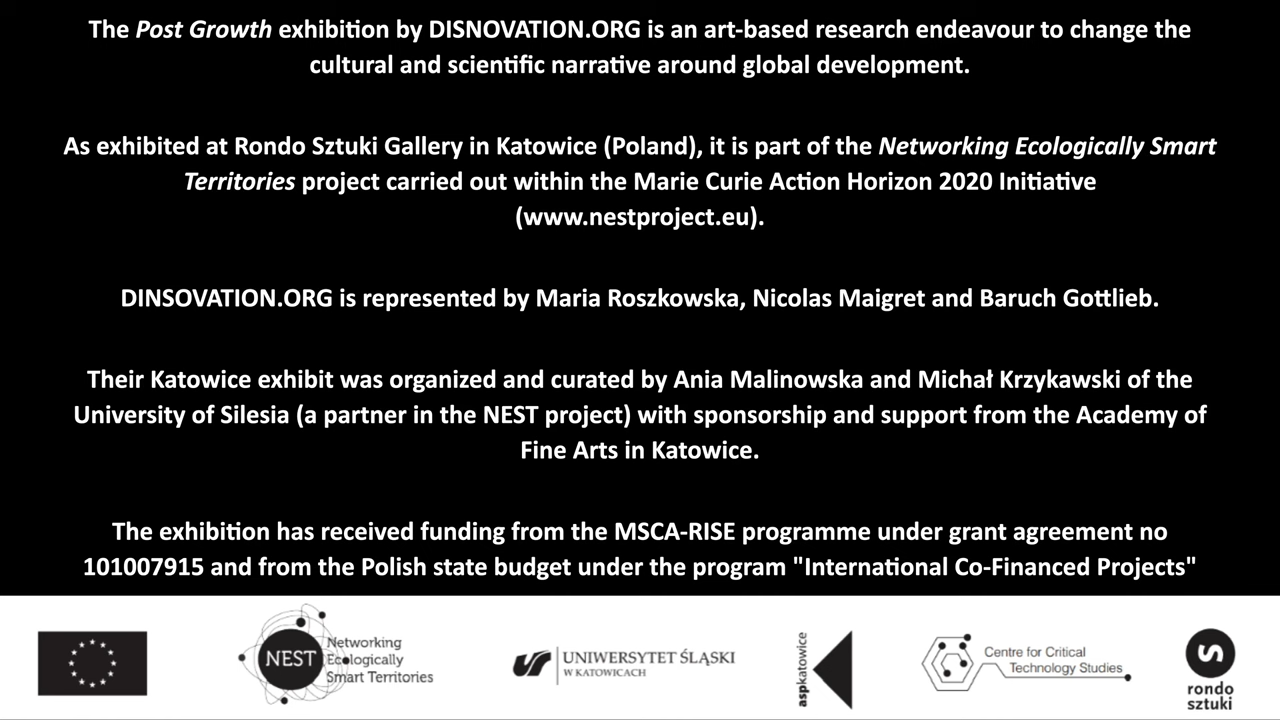 The Post Growth exhibition by DISNOVATION.ORG is an art-based research endeavour to change the
cultural and scientific narrative around global development.
As exhibited at Rondo Sztuki Gallery in Katowice (Poland), it is part of the Networking Ecologically Smart
Territories project carried out within the Marie Curie Action Horizon 2020 Initiative
(www.nestproject.eu).
DINSOVATION.ORG is represented by Maria Roszkowska, Nicolas Maigret and Baruch Gottlieb.
Their Katowice exhibit was organized and curated by Ania Malinowska and Michał Krzykawski of the
University of Silesia (a partner in the NEST project) with sponsorship and support from the Academy of
Fine Arts in Katowice.
The exhibition has received funding from the MSCA-RISE programme under grant agreement no
101007915 and from the Polish state budget under the program "International Co-Financed Projects"
NEST
Networking
Ecologically
Smart Territories
UNIWERSYTET ŚLĄSKI
W KATOWICACH
aspkatowice
Centre for Critical
Technology Studies
rondo
sztuki